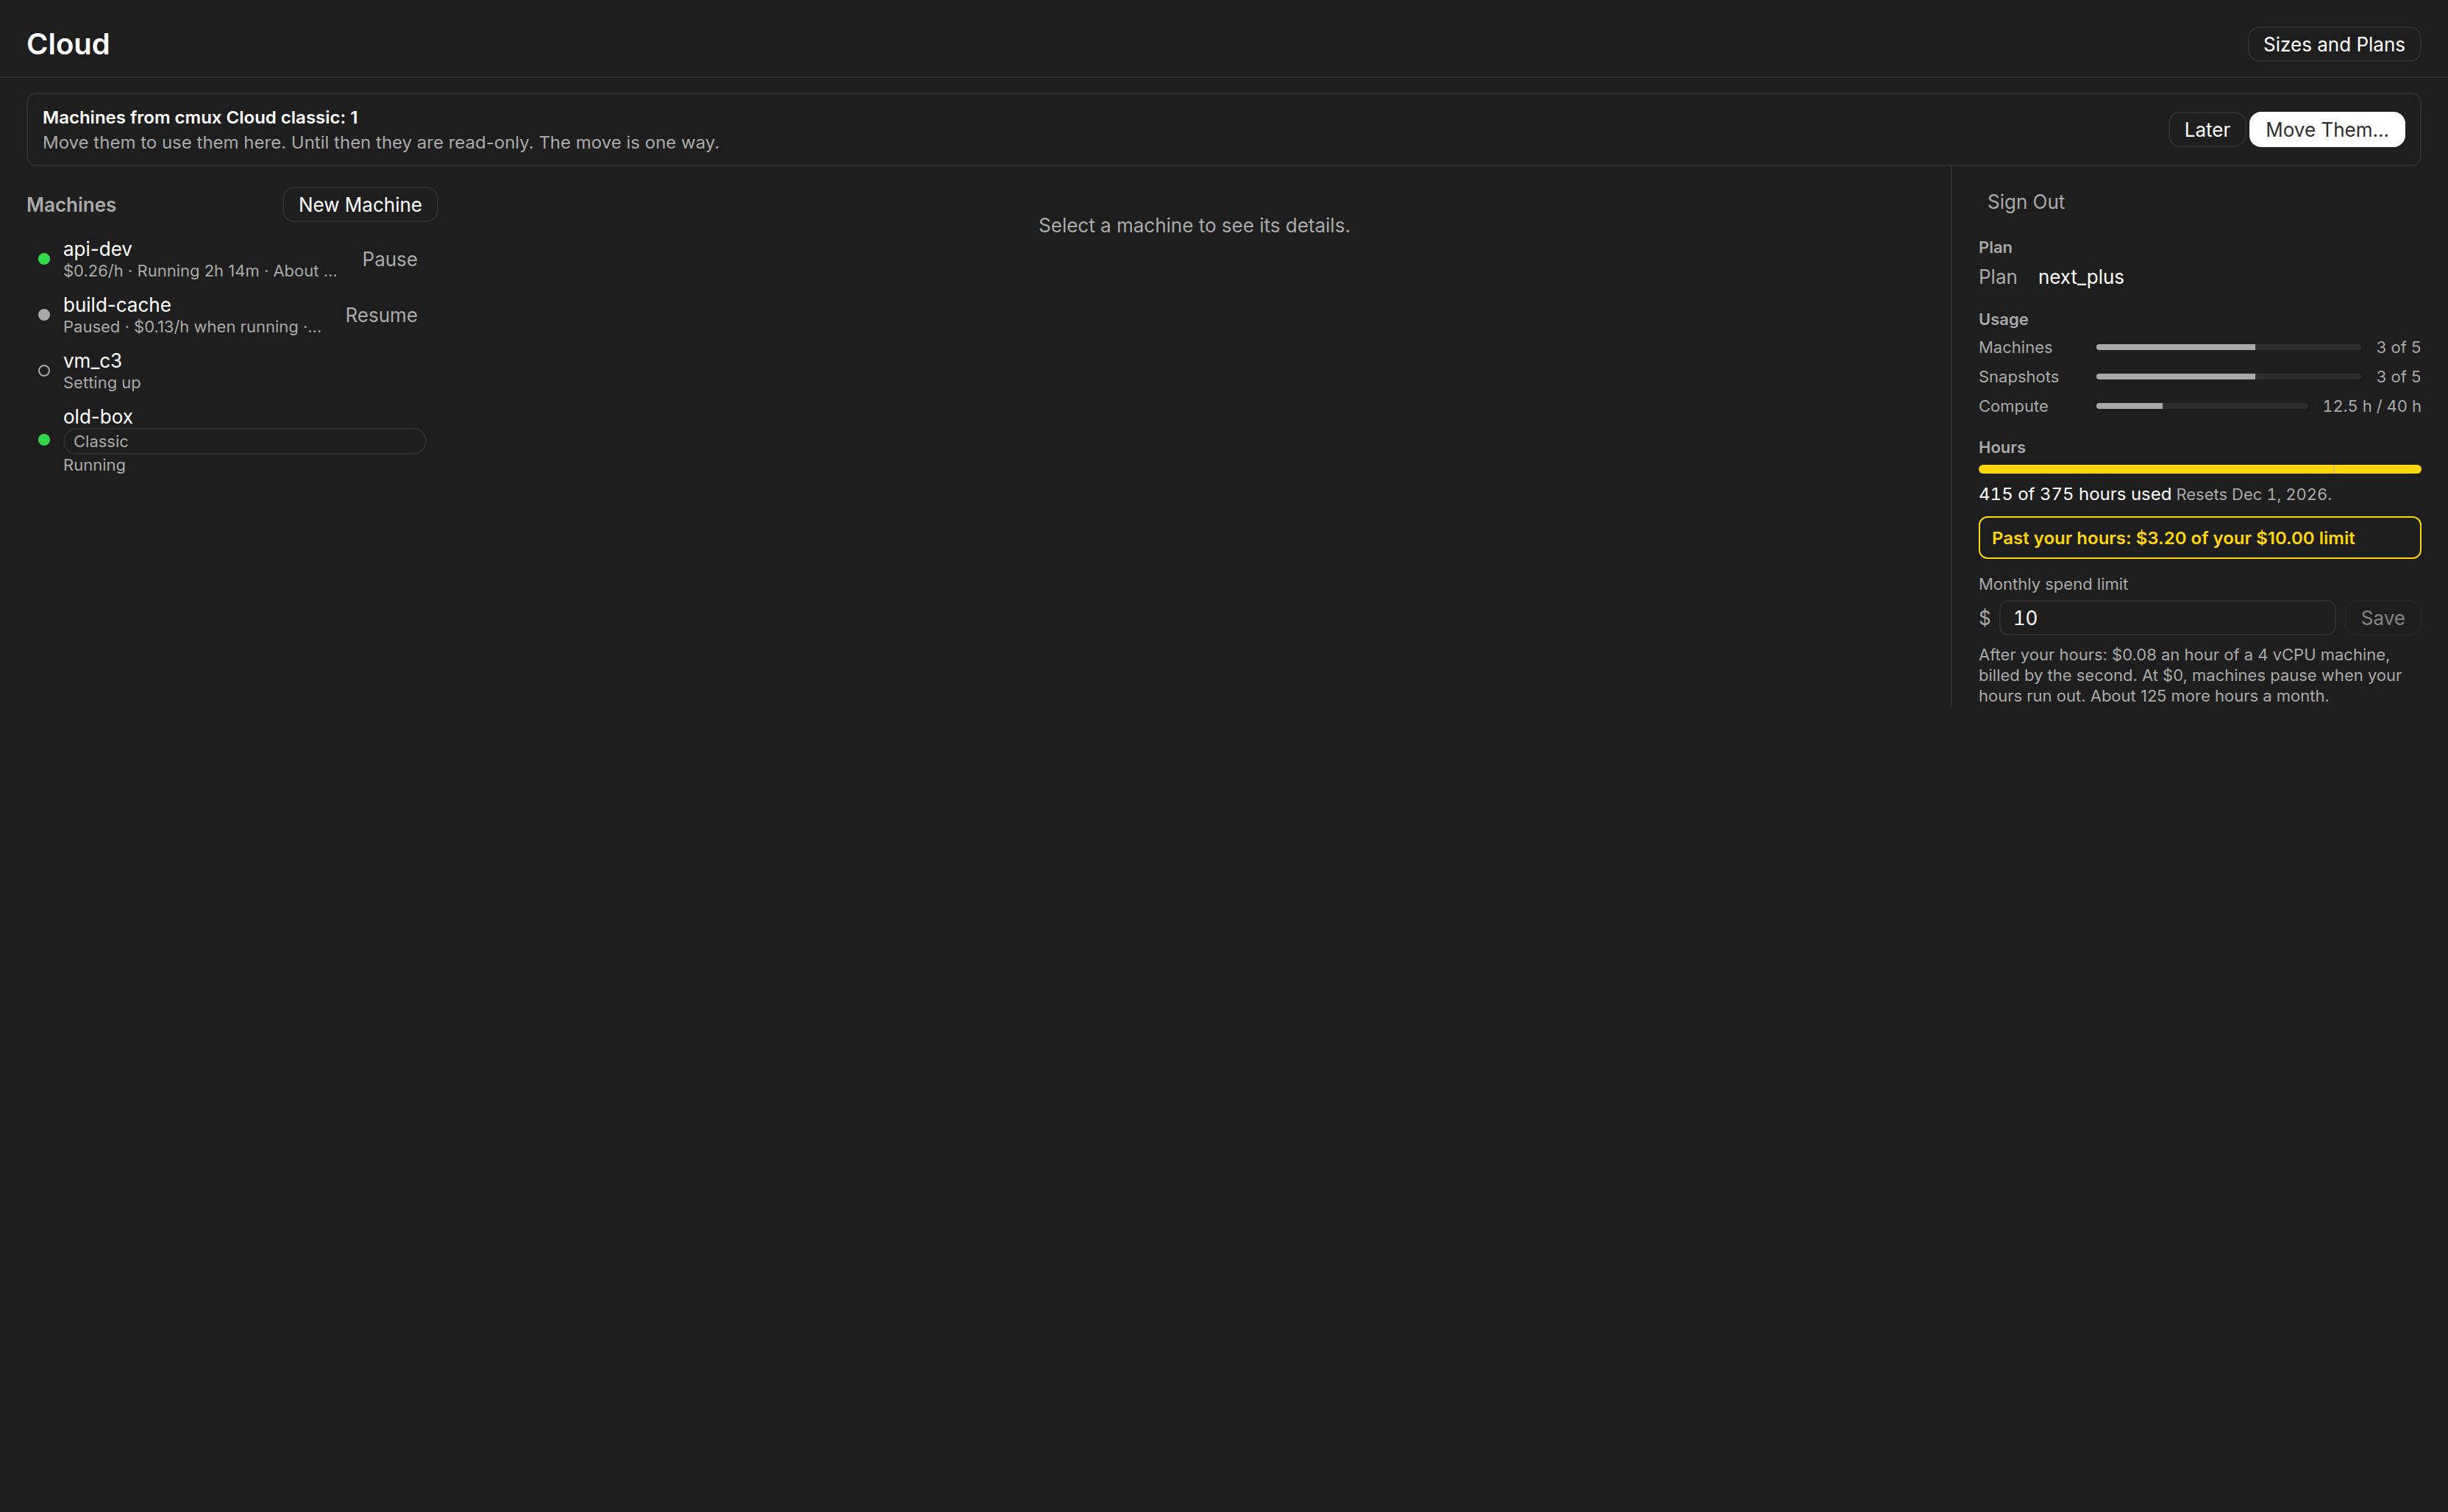 Cloud
Sizes and Plans
Machines from cmux Cloud classic: 1
Move them to use them here. Until then they are read-only. The move is one way.
Later
Move Them...
Machines
New Machine
api-dev
$0.26/h · Running 2h 14m · About ...
Pause
build-cache
Paused · $0.13/h when running ·...
Resume
vm_c3
Setting up
old-box
Classic
Running
Select a machine to see its details.
Sign Out
Plan
Plan next_plus
Usage
Machines 3 of 5
Snapshots 3 of 5
Compute 12.5 h / 40 h
Hours
415 of 375 hours used Resets Dec 1, 2026.
Past your hours: $3.20 of your $10.00 limit
Monthly spend limit
$ 10 Save
After your hours: $0.08 an hour of a 4 vCPU machine,
billed by the second. At $0, machines pause when your
hours run out. About 125 more hours a month.